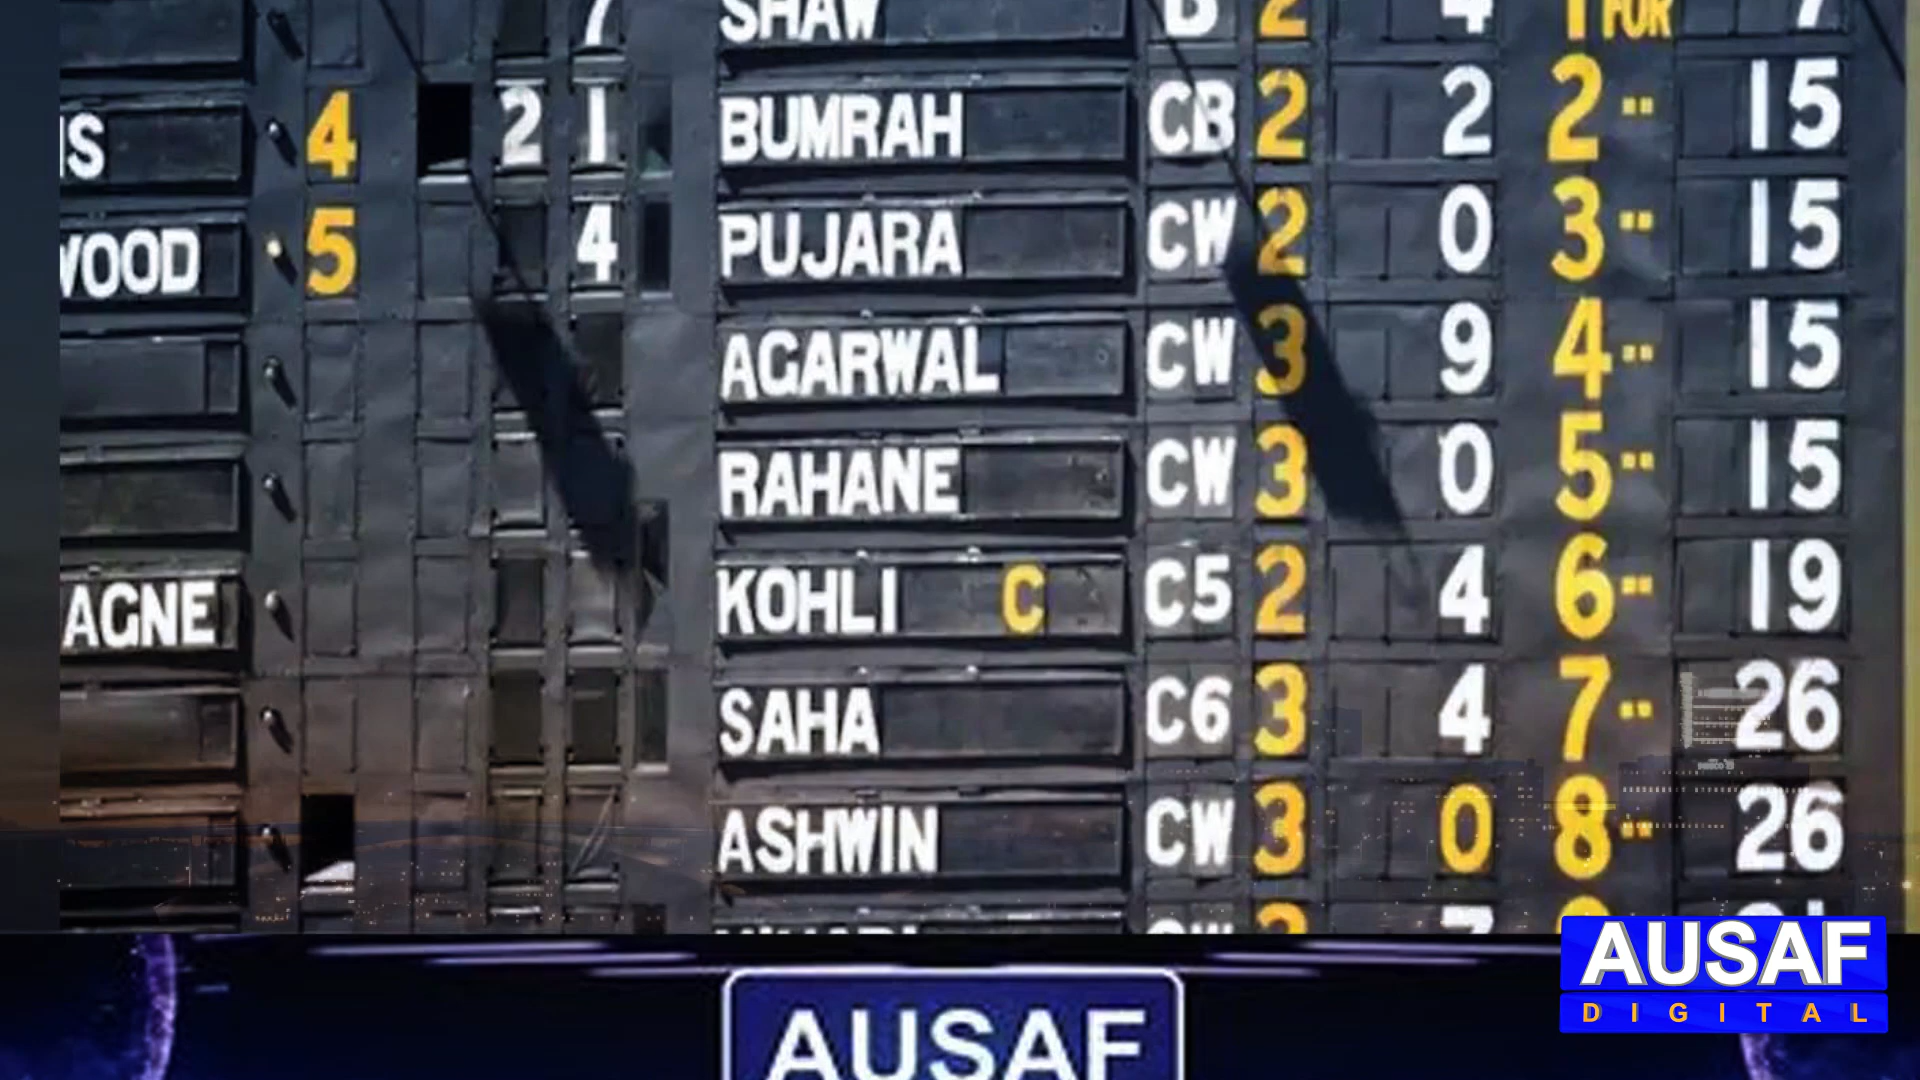 7 SHAW B 2 4 1 FOR 7
IS 4 21 BUMRAH CB 2 2 2 " 15
WOOD 5 4 PUJARA CW 2 0 3 " 15
AGARWAL CW 3 9 4 " 15
RAHANE CW 3 0 5 " 15
KOHLI C C5 2 4 6 " 19
AGNE
SAHA C6 3 4 7 " 26
ASHWIN CW 3 0 8 " 26
AUSAF
DIGITAL
AUSAF